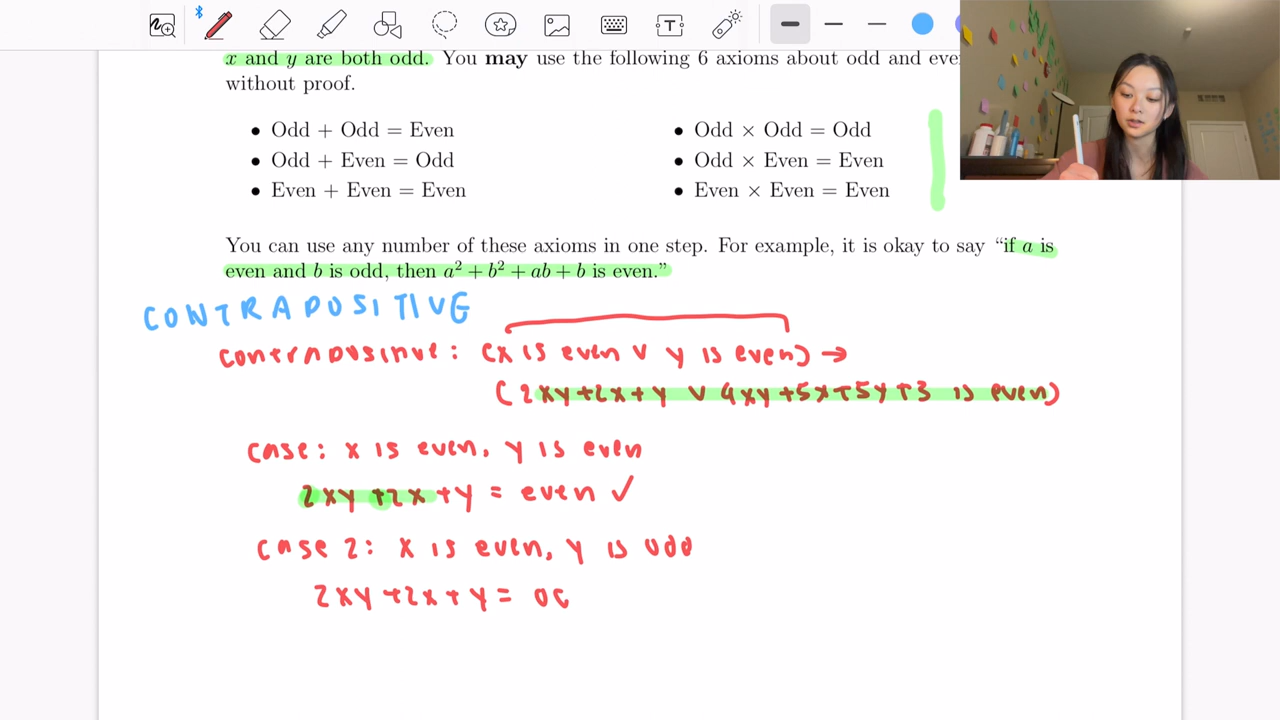 x and y are both odd. You may use the following 6 axioms about odd and
without proof.
• Odd + Odd = Even
• Odd + Even = Odd
• Even + Even = Even
• Odd × Odd = Odd
• Odd × Even = Even
• Even × Even = Even
You can use any number of these axioms in one step. For example, it is okay to say “if a is
even and b is odd, then a² + b² + ab + b is even.”
CONTRAPOSITIVE
contrapositive: (x is even ∨ y is even) →
(2xy+2x+y ∨ 4xy+5x+5y+3 is even)
case: x is even, y is even
2xy+2x+y = even ✓
case 2: x is even, y is odd
2xy+2x+y =